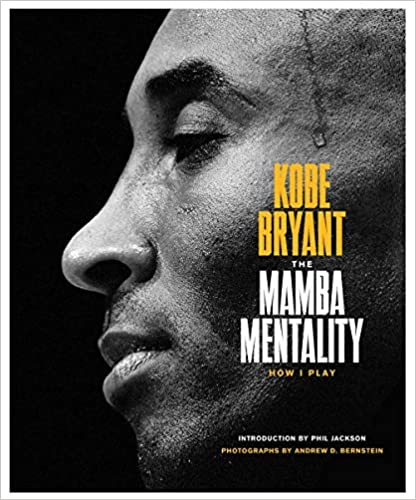 KOBE
BRYANT
THE
MAMBA
MENTALITY
HOW I PLAY
INTRODUCTION BY PHIL JACKSON
PHOTOGRAPHS BY ANDREW D. BERNSTEIN